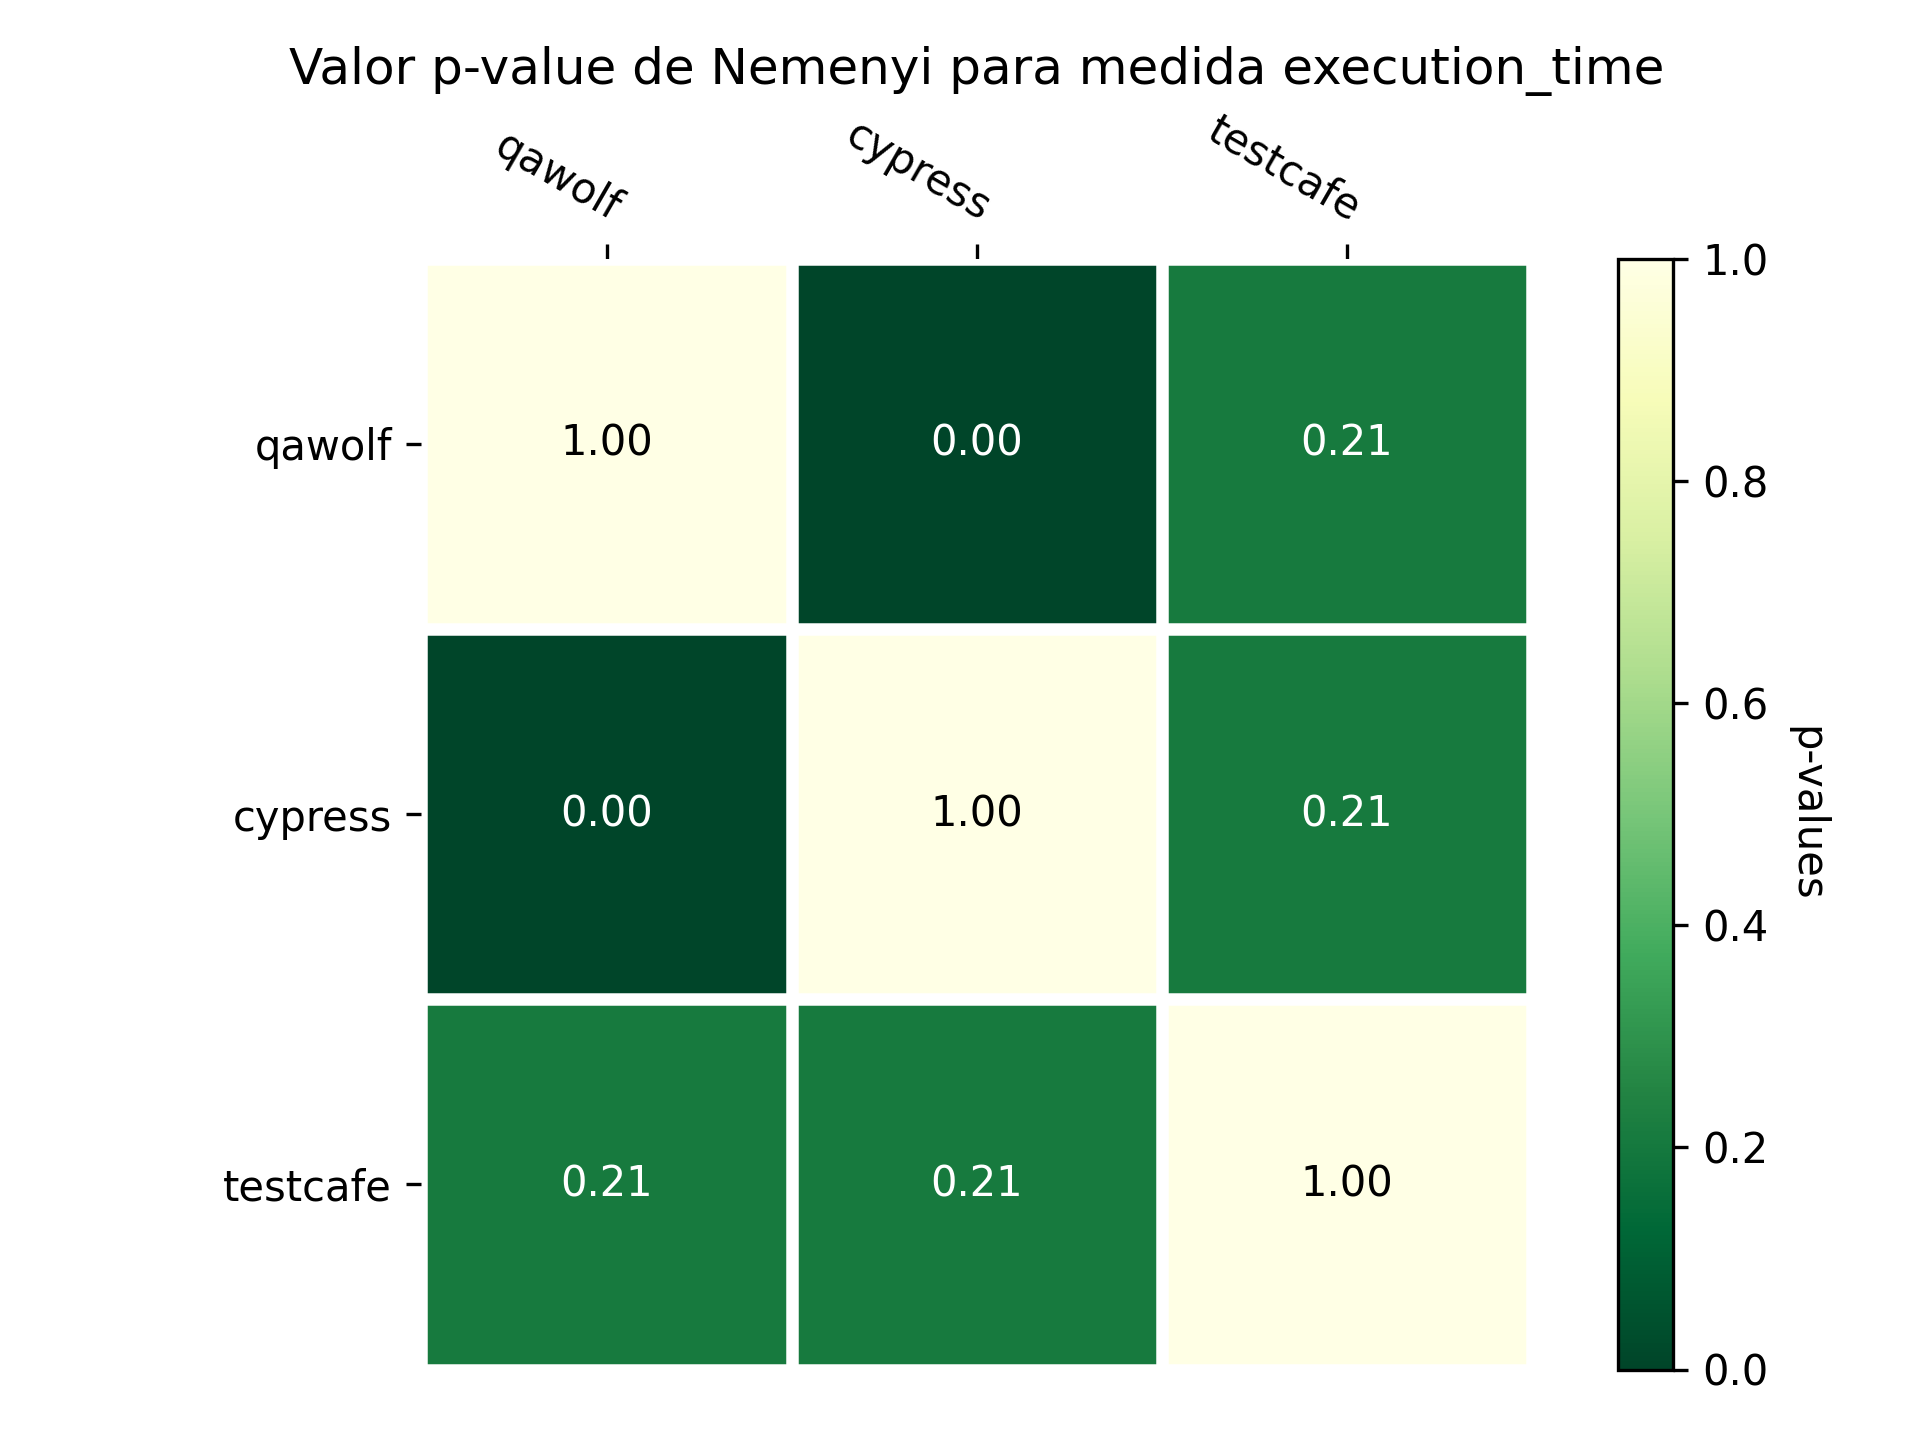 Valor p-value de Nemenyi para medida execution_time
qawolf cypress testcafe
qawolf 1.00 0.00 0.21
cypress 0.00 1.00 0.21
testcafe 0.21 0.21 1.00
1.0
0.8
0.6
0.4
0.2
0.0
p-values